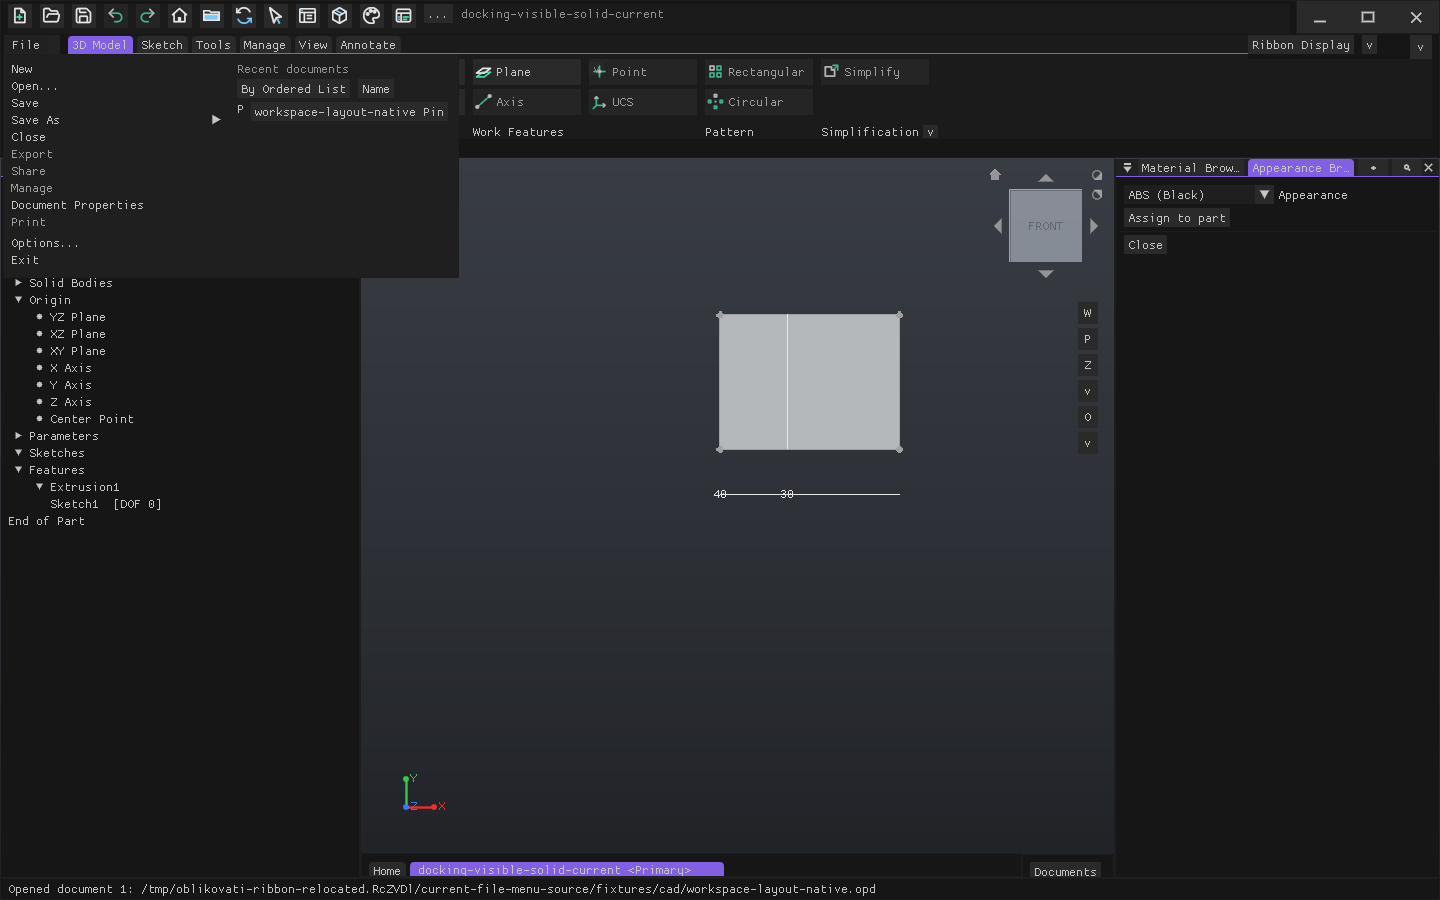 ... docking-visible-solid-current
File 3D Model Sketch Tools Manage View Annotate Ribbon Display v v
New
Open...
Save
Save As
Close
Export
Share
Manage
Document Properties
Print
Options...
Exit
Recent documents
By Ordered List Name
P workspace-layout-native Pin
Plane Point Rectangular Simplify
Axis UCS Circular
Work Features Pattern Simplification v
Solid Bodies
Origin
YZ Plane
XZ Plane
XY Plane
X Axis
Y Axis
Z Axis
Center Point
Parameters
Sketches
Features
Extrusion1
Sketch1 [DOF 0]
End of Part
FRONT
W
P
Z
v
O
v
40 30
Y
Z X
Material Brow... Appearance Br...
ABS (Black) Appearance
Assign to part
Close
Home docking-visible-solid-current <Primary> Documents
Opened document 1: /tmp/oblikovati-ribbon-relocated.RcZVDl/current-file-menu-source/fixtures/cad/workspace-layout-native.opd